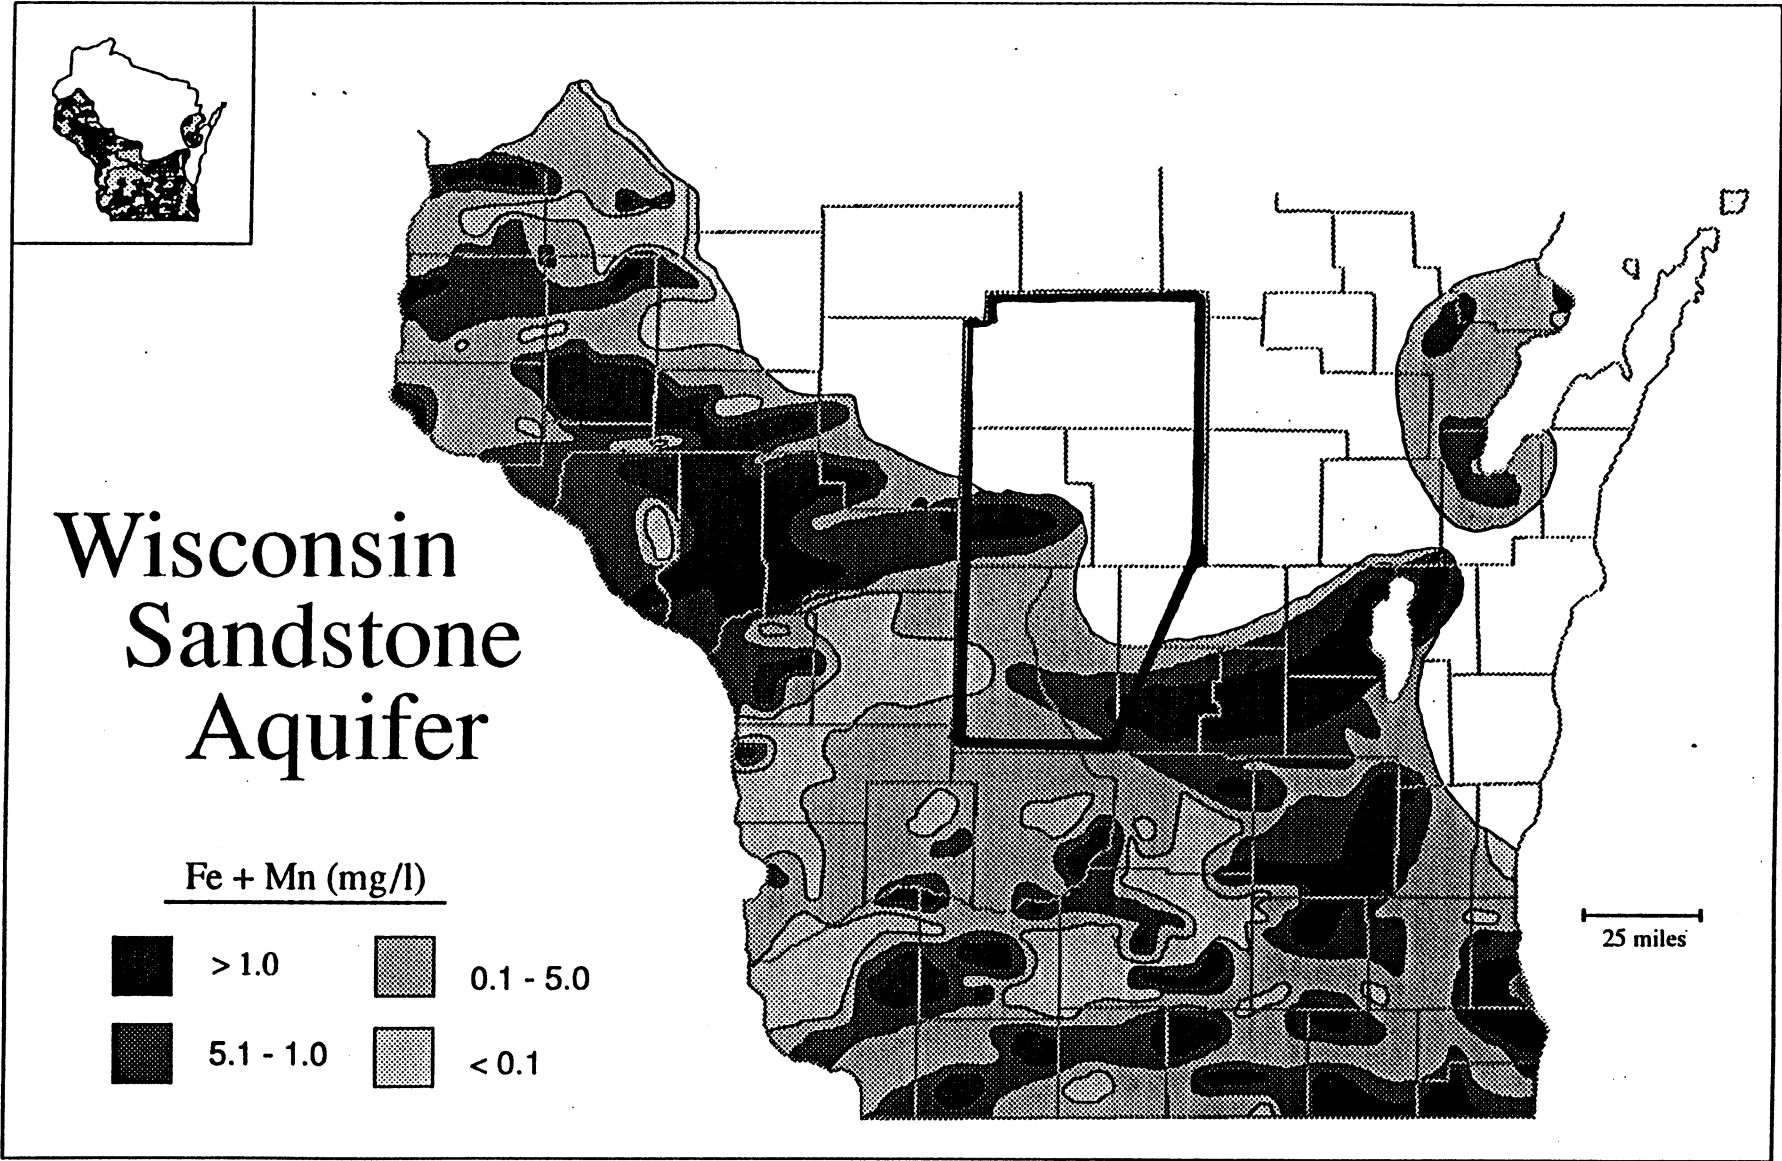 Wisconsin
Sandstone
Aquifer
Fe + Mn (mg/l)
> 1.0
0.1 - 5.0
5.1 - 1.0
< 0.1
25 miles